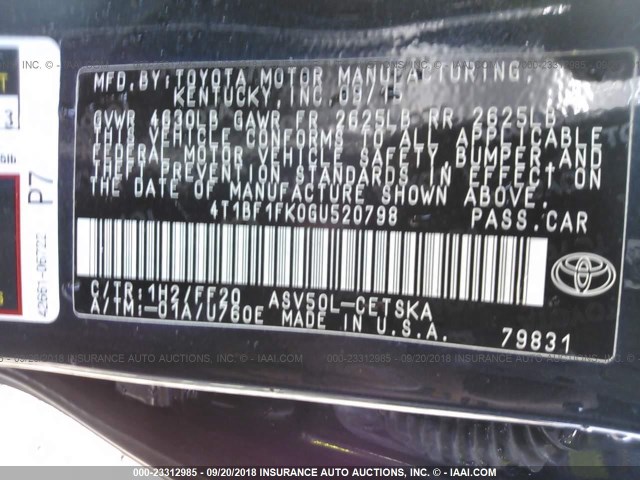 MFD.BY:TOYOTA MOTOR MANUFACTURING,
KENTUCKY,INC.09/15
GVWR 4630LB GAWR FR 2625LB RR 2625LB
THIS VEHICLE CONFORMS TO ALL APPLICABLE
FEDERAL MOTOR VEHICLE SAFETY,BUMPER,AND
THEFT PREVENTION STANDARDS IN EFFECT ON
THE DATE OF MANUFACTURE SHOWN ABOVE.
4T1BF1FK0GU520798 PASS.CAR
C/TR:1H2/FF20 ASV50L-CETSKA
A/TM:-01A/U760E MADE IN U.S.A.
79831
P7
42661-06722
3
000-23312985 - 09/20/2018 INSURANCE AUTO AUCTIONS, INC. - © IAAI.COM